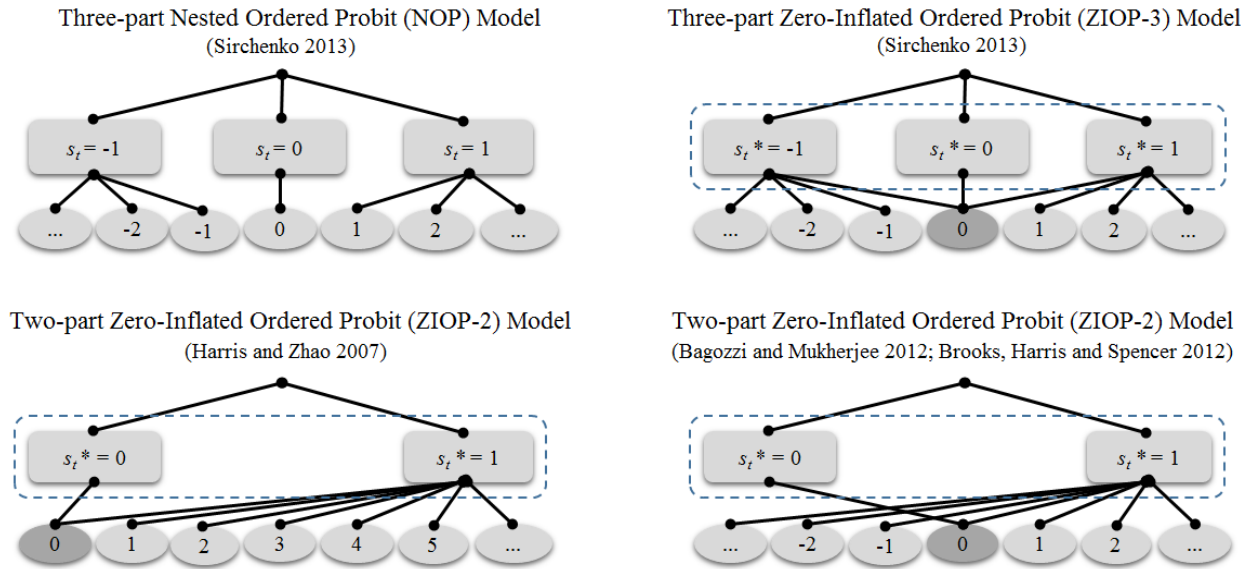 Three-part Nested Ordered Probit (NOP) Model
(Sirchenko 2013)
s_t = -1
s_t = 0
s_t = 1
...
-2
-1
0
1
2
...
Three-part Zero-Inflated Ordered Probit (ZIOP-3) Model
(Sirchenko 2013)
s_t * = -1
s_t * = 0
s_t * = 1
...
-2
-1
0
1
2
...
Two-part Zero-Inflated Ordered Probit (ZIOP-2) Model
(Harris and Zhao 2007)
s_t * = 0
s_t * = 1
0
1
2
3
4
5
...
Two-part Zero-Inflated Ordered Probit (ZIOP-2) Model
(Bagozzi and Mukherjee 2012; Brooks, Harris and Spencer 2012)
s_t * = 0
s_t * = 1
...
-2
-1
0
1
2
...